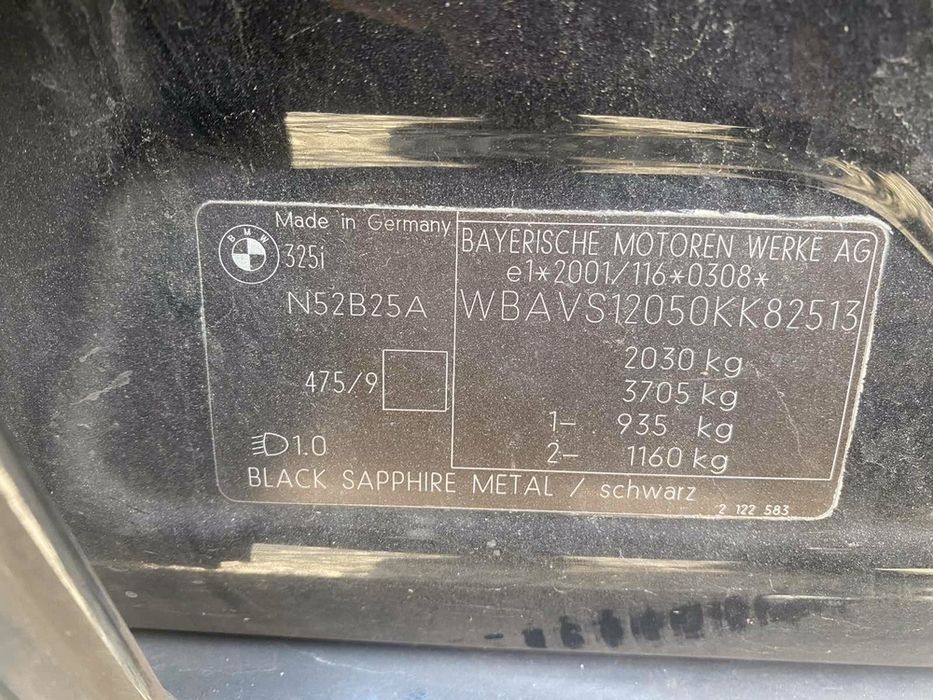 Made in Germany
BMW
325i
N52B25A
475/9
1.0
BAYERISCHE MOTOREN WERKE AG
e1*2001/116*0308*
WBAVS12050KK82513
2030 kg
3705 kg
1- 935 kg
2- 1160 kg
BLACK SAPPHIRE METAL / schwarz
2 122 583